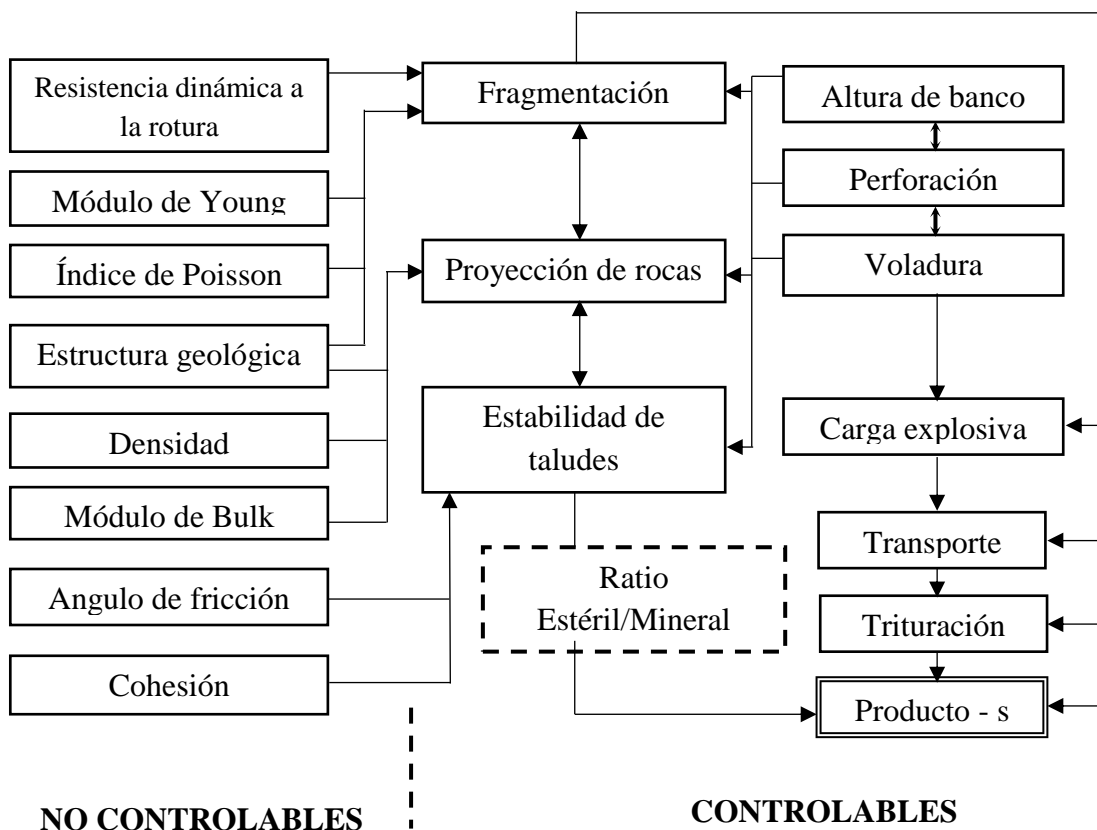 Resistencia dinámica a
la rotura
Módulo de Young
Índice de Poisson
Estructura geológica
Densidad
Módulo de Bulk
Angulo de fricción
Cohesión
NO CONTROLABLES
Fragmentación
Proyección de rocas
Estabilidad de
taludes
Ratio
Estéril/Mineral
Altura de banco
Perforación
Voladura
Carga explosiva
Transporte
Trituración
Producto - s
CONTROLABLES